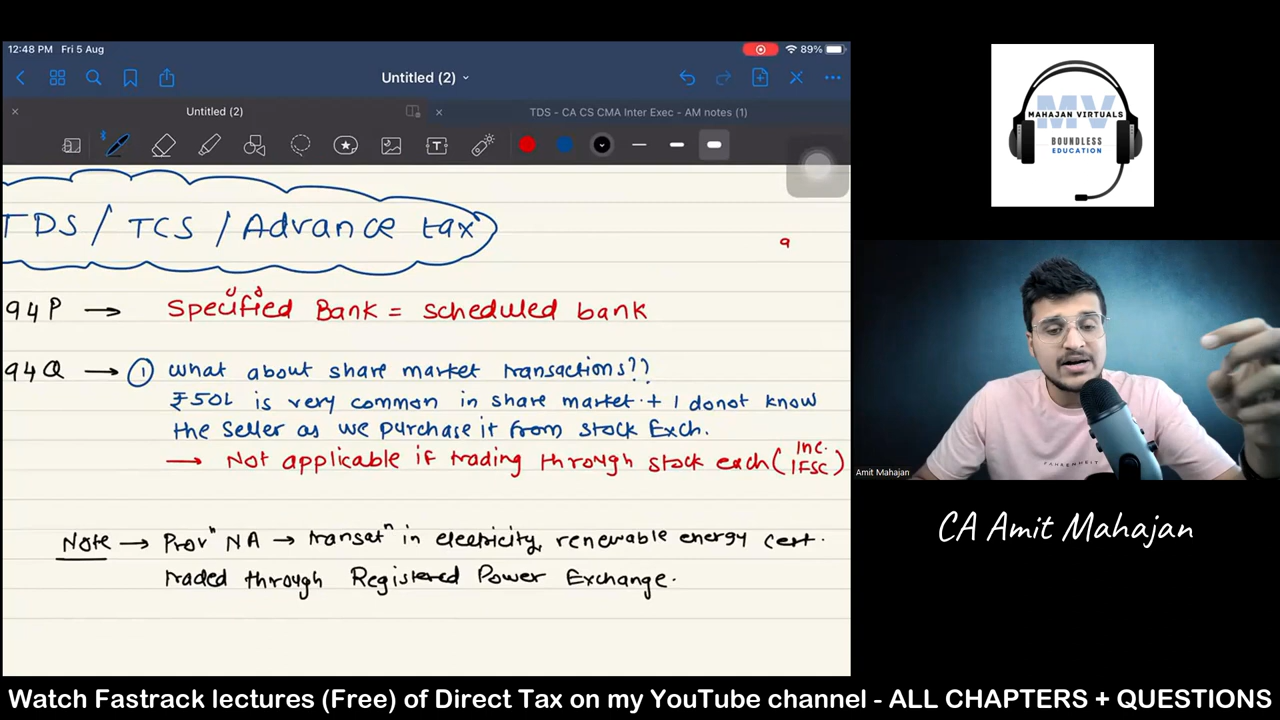 12:48 PM Fri 5 Aug
89%
Untitled (2)
Untitled (2)
TDS - CA CS CMA Inter Exec - AM notes (1)
TDS / TCS / Advance tax
9
94P → Specified Bank = scheduled bank
94Q → ① What about share market transactions??
₹50L is very common in share market. + I donot know
the seller as we purchase it from stock Exch.
→ Not applicable if trading through stock exch (Inc. IFSC)
Note → Provⁿ NA → transatⁿ in electricity, renewable energy cert.
traded through Registered Power Exchange.
MV
MAHAJAN VIRTUALS
BOUNDLESS
EDUCATION
FAHRENHEIT
Amit Mahajan
CA Amit Mahajan
Watch Fastrack lectures (Free) of Direct Tax on my YouTube channel - ALL CHAPTERS + QUESTIONS